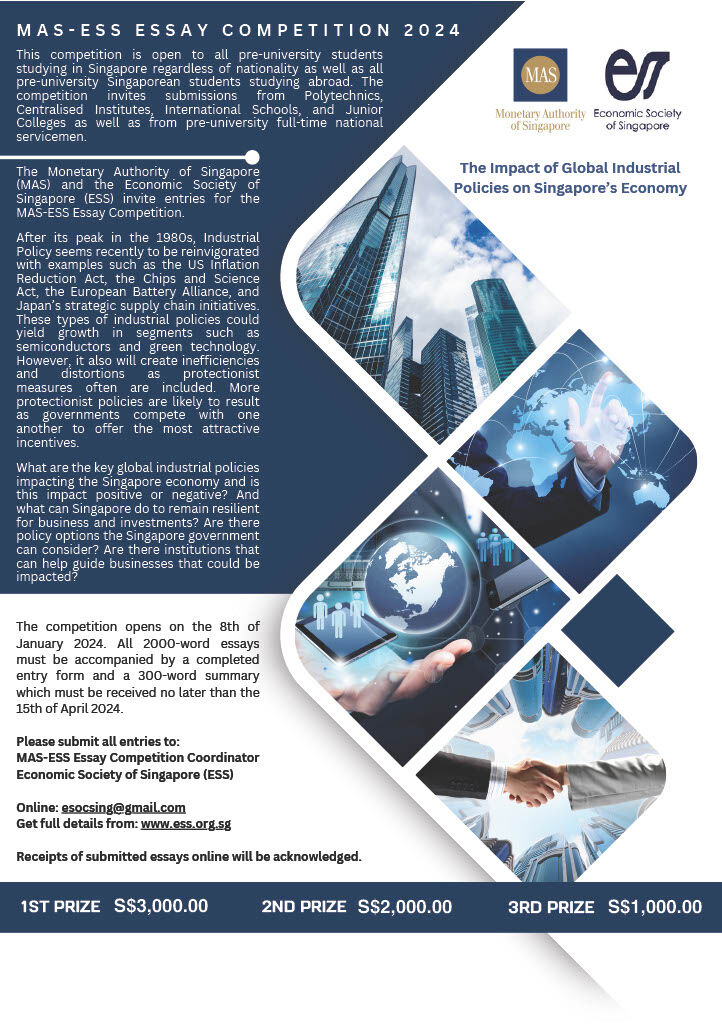 MAS-ESS ESSAY COMPETITION 2024
This competition is open to all pre-university students
studying in Singapore regardless of nationality as well as all
pre-university Singaporean students studying abroad. The
competition invites submissions from Polytechnics,
Centralised Institutes, International Schools, and Junior
Colleges as well as from pre-university full-time national
servicemen.
MAS
Monetary Authority
of Singapore
ess
Economic Society
of Singapore
The Impact of Global Industrial
Policies on Singapore's Economy
The Monetary Authority of Singapore
(MAS) and the Economic Society of
Singapore (ESS) invite entries for the
MAS-ESS Essay Competition.
After its peak in the 1980s, Industrial
Policy seems recently to be reinvigorated
with examples such as the US Inflation
Reduction Act, the Chips and Science
Act, the European Battery Alliance, and
Japan's strategic supply chain initiatives.
These types of industrial policies could
yield growth in segments such as
semiconductors and green technology.
However, it also will create inefficiencies
and distortions as protectionist
measures often are included. More
protectionist policies are likely to result
as governments compete with one
another to offer the most attractive
incentives.
What are the key global industrial policies
impacting the Singapore economy and is
this impact positive or negative? And
what can Singapore do to remain resilient
for business and investments? Are there
policy options the Singapore government
can consider? Are there institutions that
can help guide businesses that could be
impacted?
The competition opens on the 8th of
January 2024. All 2000-word essays
must be accompanied by a completed
entry form and a 300-word summary
which must be received no later than the
15th of April 2024.
Please submit all entries to:
MAS-ESS Essay Competition Coordinator
Economic Society of Singapore (ESS)
Online: esocsing@gmail.com
Get full details from: www.ess.org.sg
Receipts of submitted essays online will be acknowledged.
1ST PRIZE S$3,000.00 2ND PRIZE S$2,000.00 3RD PRIZE S$1,000.00